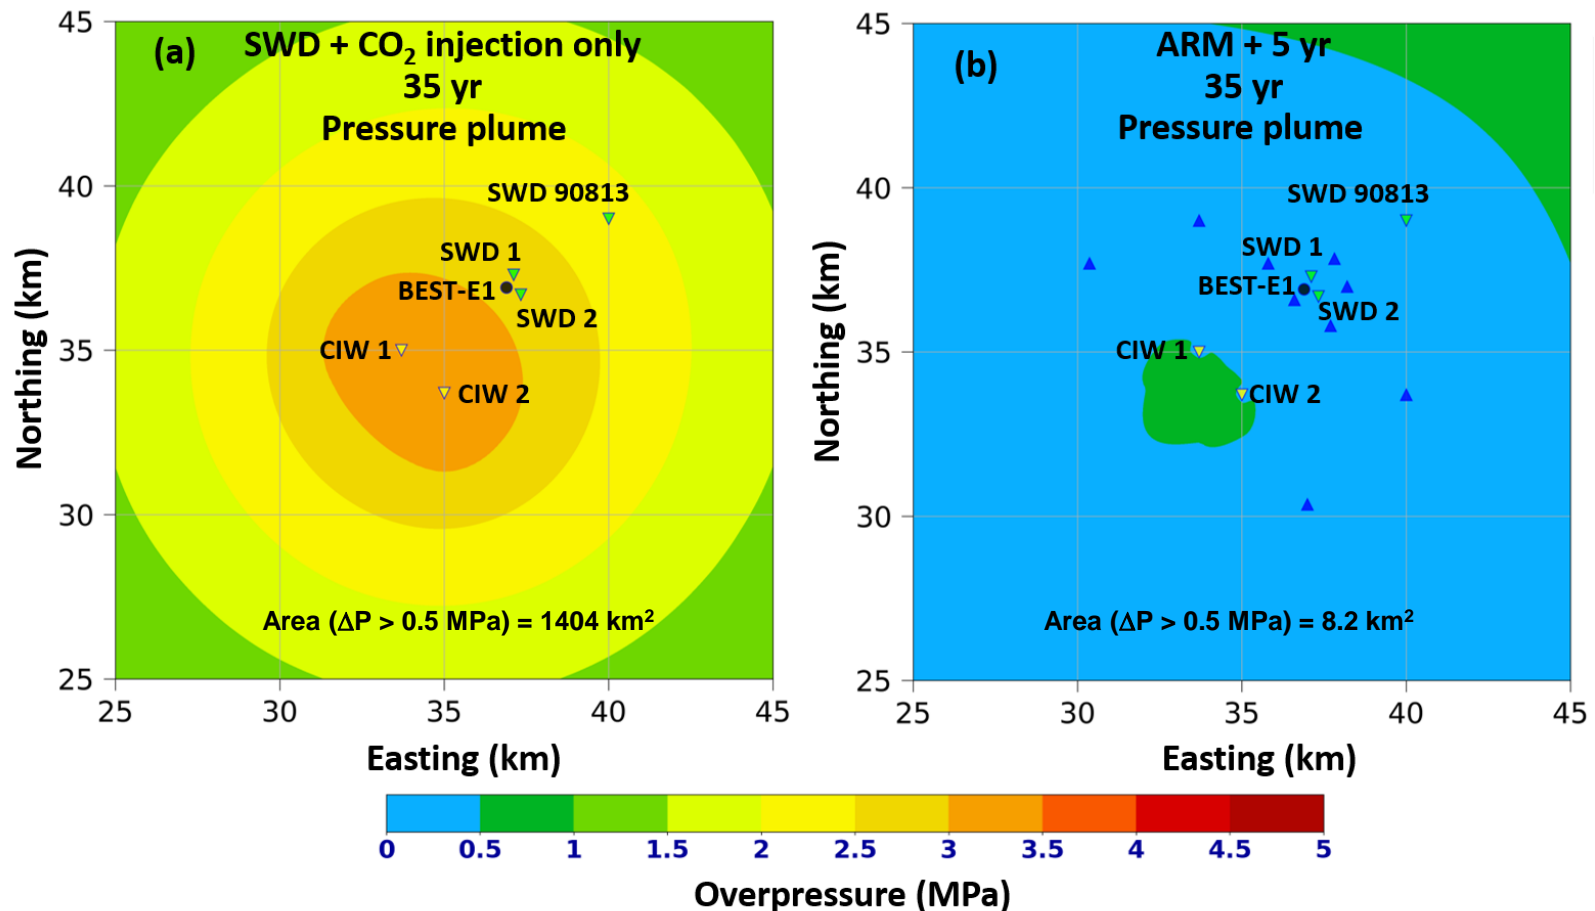 (a)
SWD + CO₂ injection only
35 yr
Pressure plume
SWD 90813
SWD 1
BEST-E1
SWD 2
CIW 1
CIW 2
Area (ΔP > 0.5 MPa) = 1404 km²
45
40
35
30
25
25 30 35 40 45
Northing (km)
Easting (km)
(b)
ARM + 5 yr
35 yr
Pressure plume
SWD 90813
SWD 1
BEST-E1
SWD 2
CIW 1
CIW 2
Area (ΔP > 0.5 MPa) = 8.2 km²
45
40
35
30
25
25 30 35 40 45
Northing (km)
Easting (km)
0 0.5 1 1.5 2 2.5 3 3.5 4 4.5 5
Overpressure (MPa)